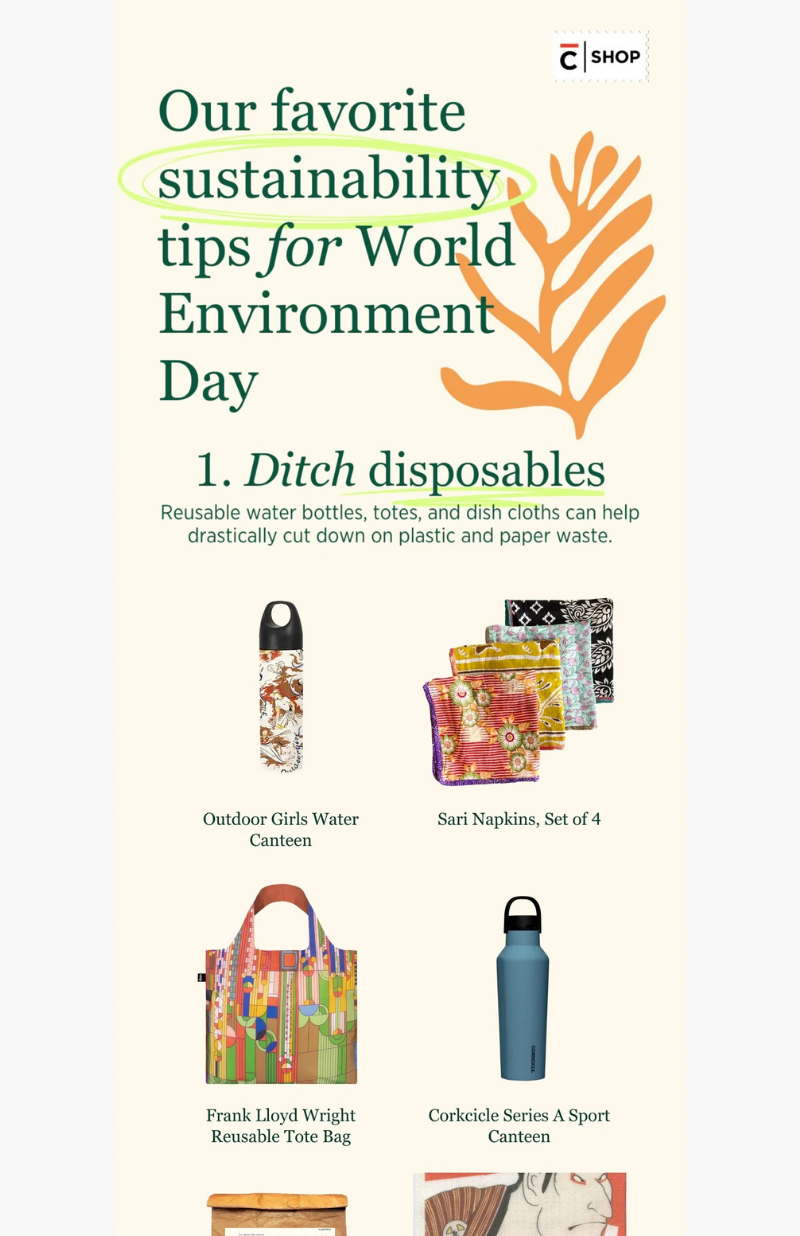 C | SHOP
Our favorite
sustainability
tips for World
Environment
Day
1. Ditch disposables
Reusable water bottles, totes, and dish cloths can help
drastically cut down on plastic and paper waste.
Outdoor Girls Water
Canteen
Sari Napkins, Set of 4
CORKCICLE
Frank Lloyd Wright
Reusable Tote Bag
Corkcicle Series A Sport
Canteen